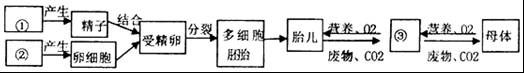 ① 产生 精子 结合
② 产生 卵细胞
受精卵 分裂 多细胞胚胎 胎儿
营养、O2
废物、CO2
③
营养、O2
废物、CO2
母体